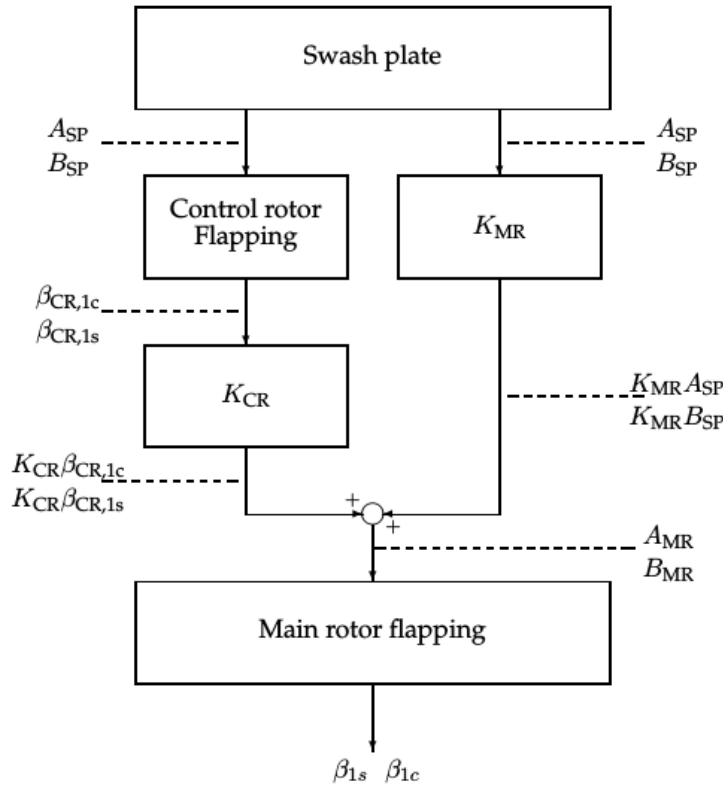 Swash plate
A_SP
B_SP
A_SP
B_SP
Control rotor
Flapping
K_MR
β_CR,1c
β_CR,1s
K_CR
K_MR A_SP
K_MR B_SP
K_CR β_CR,1c
K_CR β_CR,1s
+
+
A_MR
B_MR
Main rotor flapping
β_1s β_1c